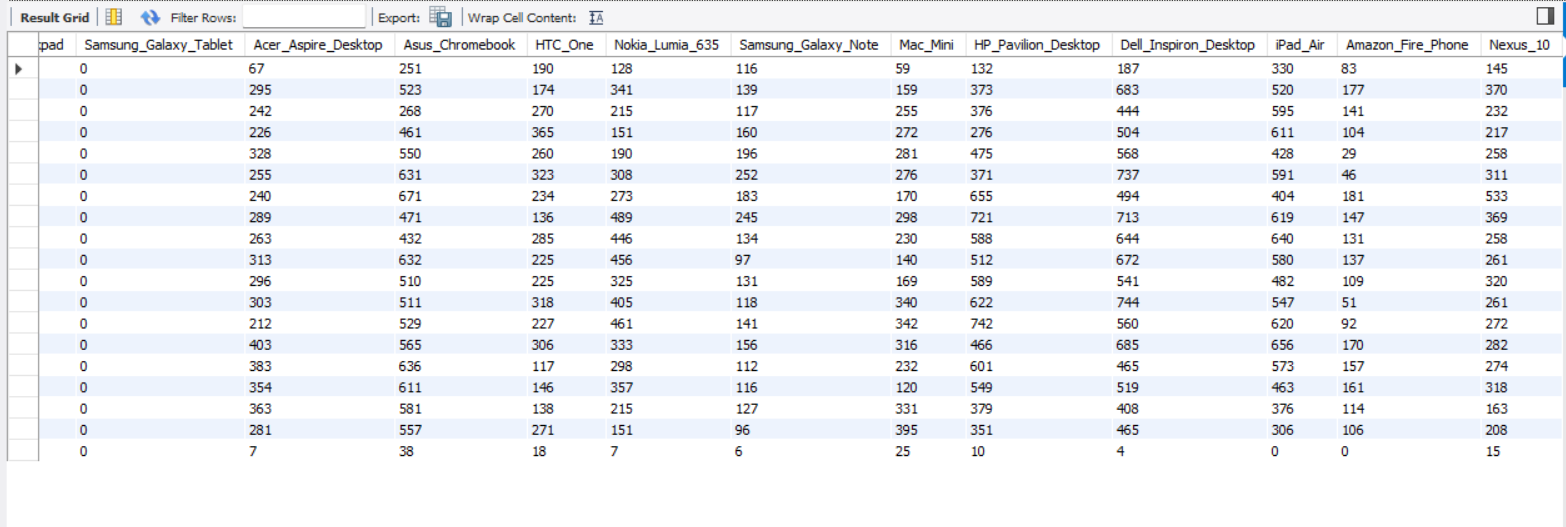 Result Grid Filter Rows: Export: Wrap Cell Content: IA
pad Samsung_Galaxy_Tablet Acer_Aspire_Desktop Asus_Chromebook HTC_One Nokia_Lumia_635 Samsung_Galaxy_Note Mac_Mini HP_Pavilion_Desktop Dell_Inspiron_Desktop iPad_Air Amazon_Fire_Phone Nexus_10
0 67 251 190 128 116 59 132 187 330 83 145
0 295 523 174 341 139 159 373 683 520 177 370
0 242 268 270 215 117 255 376 444 595 141 232
0 226 461 365 151 160 272 276 504 611 104 217
0 328 550 260 190 196 281 475 568 428 29 258
0 255 631 323 308 252 276 371 737 591 46 311
0 240 671 234 273 183 170 655 494 404 181 533
0 289 471 136 489 245 298 721 713 619 147 369
0 263 432 285 446 134 230 588 644 640 131 258
0 313 632 225 456 97 140 512 672 580 137 261
0 296 510 225 325 131 169 589 541 482 109 320
0 303 511 318 405 118 340 622 744 547 51 261
0 212 529 227 461 141 342 742 560 620 92 272
0 403 565 306 333 156 316 466 685 656 170 282
0 383 636 117 298 112 232 601 465 573 157 274
0 354 611 146 357 116 120 549 519 463 161 318
0 363 581 138 215 127 331 379 408 376 114 163
0 281 557 271 151 96 395 351 465 306 106 208
0 7 38 18 7 6 25 10 4 0 0 15